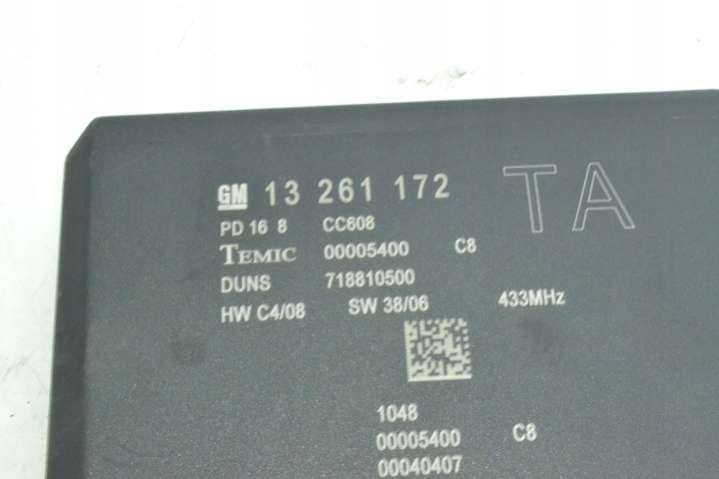 GM 13 261 172 TA
PD 16 8 CC608
TEMIC 00005400 C8
DUNS 718810500
HW C4/08 SW 38/06 433MHz
1048
00005400 C8
00040407